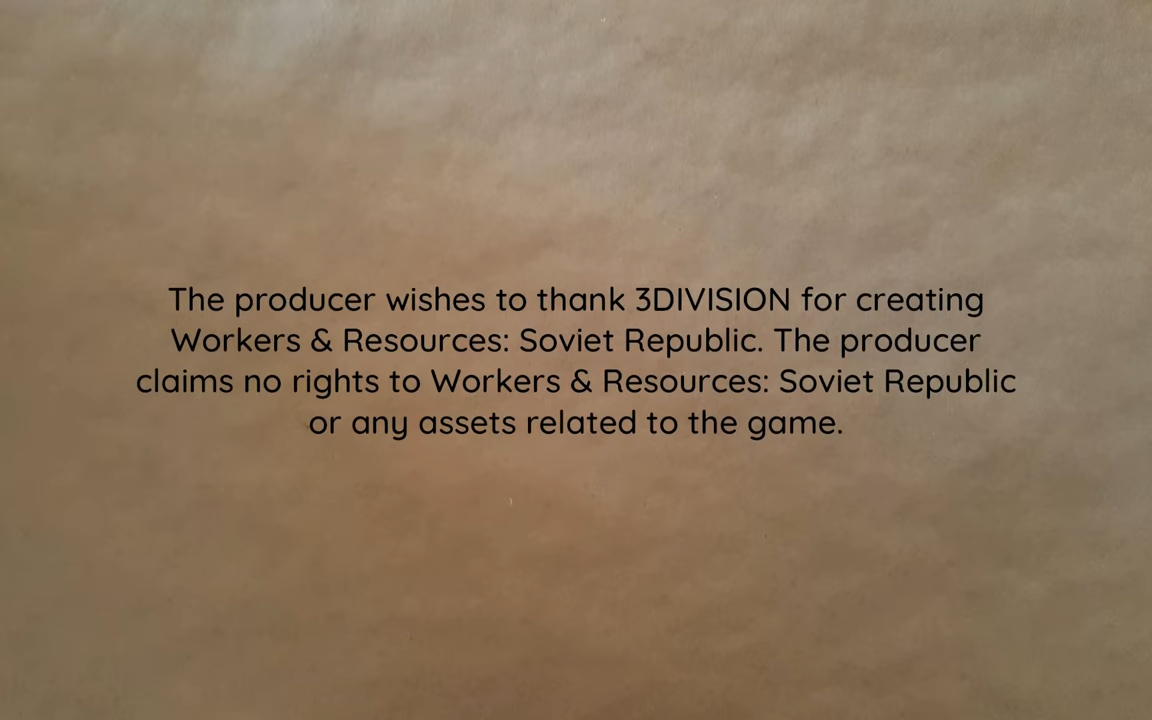 The producer wishes to thank 3DIVISION for creating
Workers & Resources: Soviet Republic. The producer
claims no rights to Workers & Resources: Soviet Republic
or any assets related to the game.